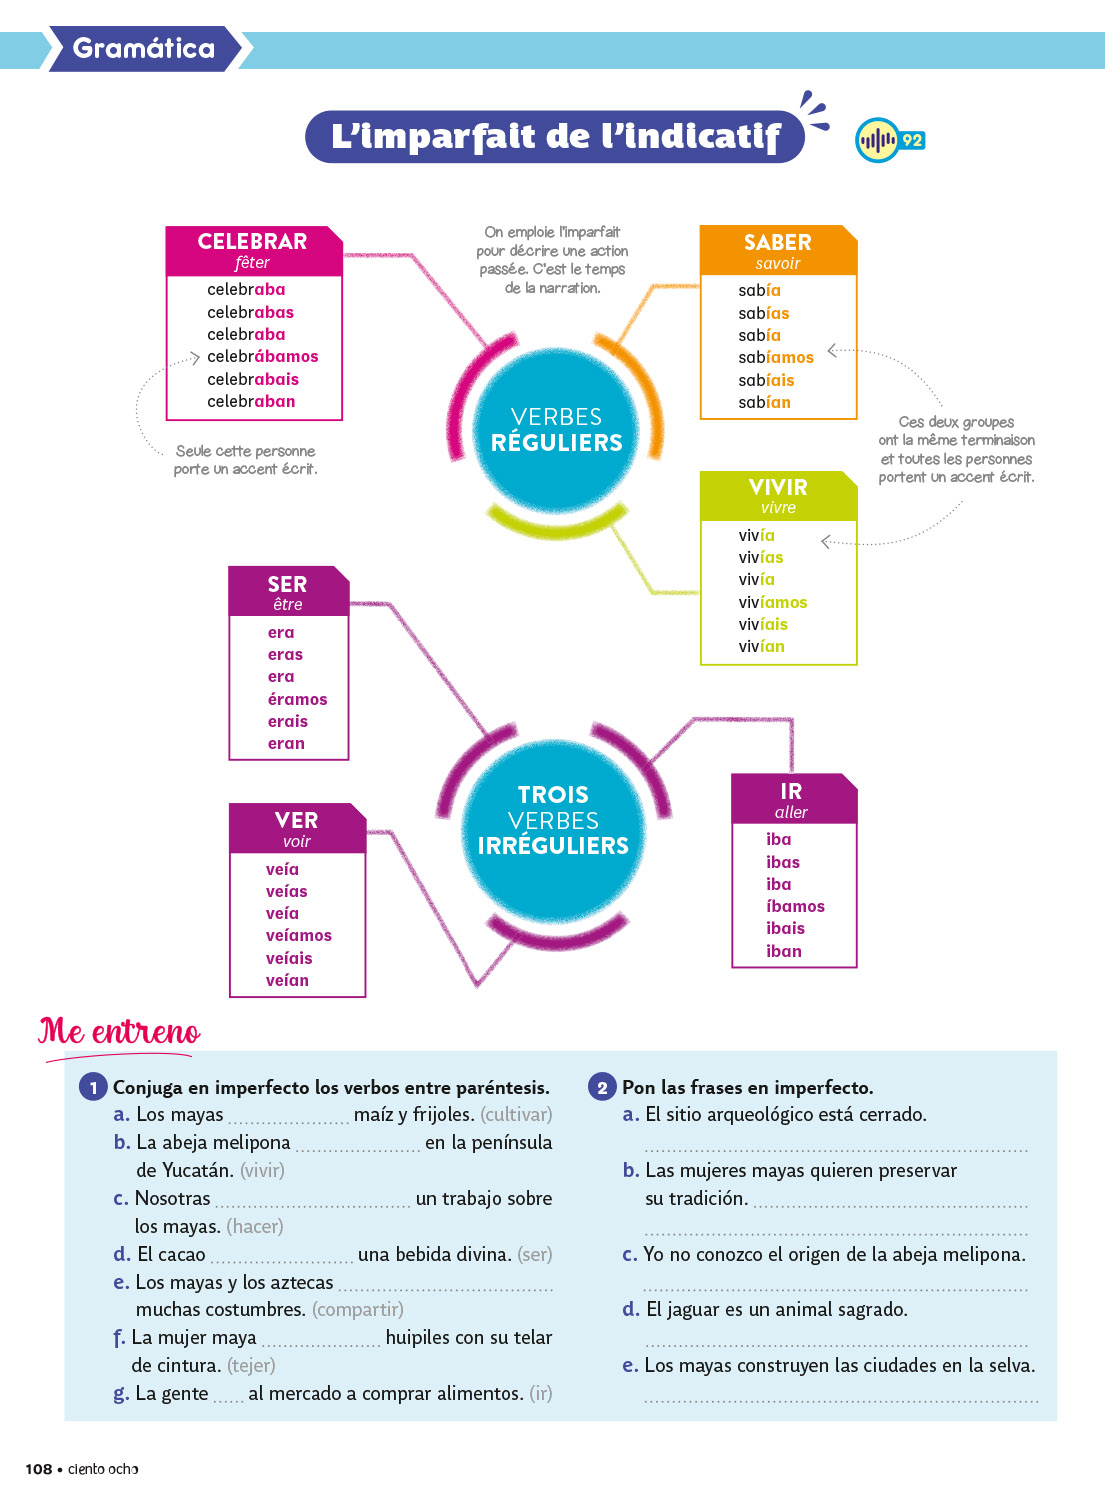 Gramática
L'imparfait de l'indicatif
92
CELEBRAR
fêter
celebraba
celebrabas
celebraba
celebrábamos
celebrabais
celebraban
Seule cette personne
porte un accent écrit.
On emploie l'imparfait
pour décrire une action
passée. C'est le temps
de la narration.
SABER
savoir
sabía
sabías
sabía
sabíamos
sabíais
sabían
VERBES
RÉGULIERS
Ces deux groupes
ont la même terminaison
et toutes les personnes
portent un accent écrit.
VIVIR
vivre
vivía
vivías
vivía
vivíamos
vivíais
vivían
SER
être
era
eras
era
éramos
erais
eran
TROIS
VERBES
IRRÉGULIERS
VER
voir
veía
veías
veía
veíamos
veíais
veían
IR
aller
iba
ibas
iba
íbamos
ibais
iban
Me entreno
1 Conjuga en imperfecto los verbos entre paréntesis.
a. Los mayas ..................... maíz y frijoles. (cultivar)
b. La abeja melipona ..................... en la península
de Yucatán. (vivir)
c. Nosotras ..................... un trabajo sobre
los mayas. (hacer)
d. El cacao ..................... una bebida divina. (ser)
e. Los mayas y los aztecas .....................
muchas costumbres. (compartir)
f. La mujer maya ..................... huipiles con su telar
de cintura. (tejer)
g. La gente ...... al mercado a comprar alimentos. (ir)
2 Pon las frases en imperfecto.
a. El sitio arqueológico está cerrado.
b. Las mujeres mayas quieren preservar
su tradición. .....................
c. Yo no conozco el origen de la abeja melipona.
d. El jaguar es un animal sagrado.
e. Los mayas construyen las ciudades en la selva.
108 • ciento ocho